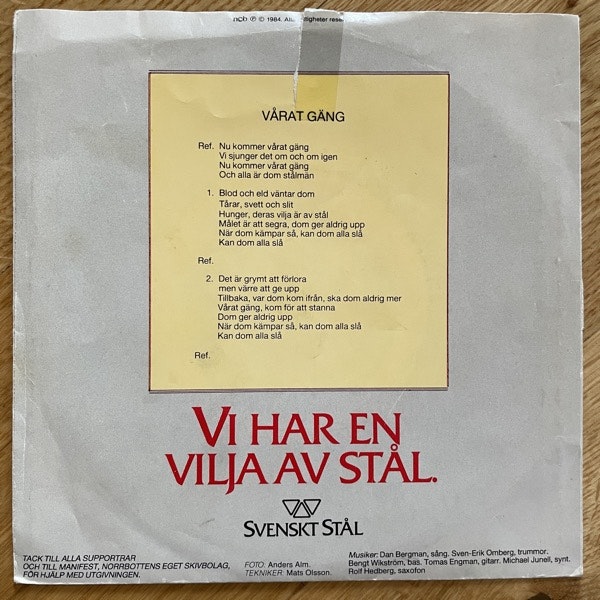 ncb Ⓟ © 1984.
VÅRAT GÄNG
Ref. Nu kommer vårat gäng
Vi sjunger det om och om igen
Nu kommer vårat gäng
Och alla är dom stålmän
1. Blod och eld väntar dom
Tårar, svett och slit
Hunger, deras vilja är av stål
Målet är att segra, dom ger aldrig upp
När dom kämpar så, kan dom alla slå
Kan dom alla slå
Ref.
2. Det är grymt att förlora
men värre att ge upp
Tillbaka, var dom kom ifrån, ska dom aldrig mer
Vårat gäng, kom för att stanna
Dom ger aldrig upp
När dom kämpar så, kan dom alla slå
Kan dom alla slå
Ref.
VI HAR EN
VILJA AV STÅL.
SVENSKT STÅL
TACK TILL ALLA SUPPORTRAR
OCH TILL MANIFEST, NORRBOTTENS EGET SKIVBOLAG,
FÖR HJÄLP MED UTGIVNINGEN.
FOTO: Anders Alm.
TEKNIKER: Mats Olsson.
Musiker: Dan Bergman, sång. Sven-Erik Omberg, trummor.
Bengt Wikström, bas. Tomas Engman, gitarr. Michael Junell, synt.
Rolf Hedberg, saxofon